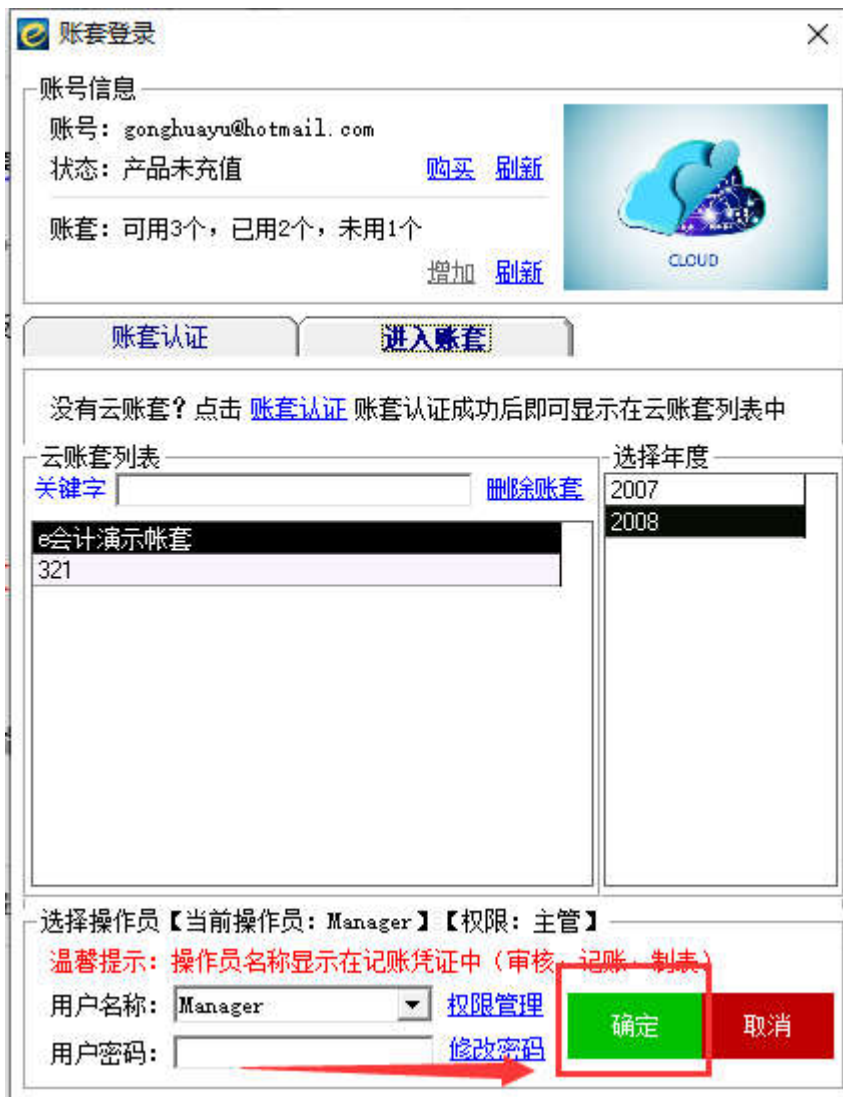 账套登录
账号信息
账号：gonghuayu@hotmail.com
状态：产品未充值 购买 刷新
账套：可用3个，已用2个，未用1个
增加 刷新
CLOUD
账套认证 进入账套
没有云账套？点击 账套认证 账套认证成功后即可显示在云账套列表中
云账套列表 选择年度
关键字 删除账套 2007
e会计演示帐套 2008
321
选择操作员【当前操作员：Manager】【权限：主管】
温馨提示：操作员名称显示在记账凭证中（审核、记账、制表）
用户名称：Manager 权限管理
确定 取消
用户密码： 修改密码